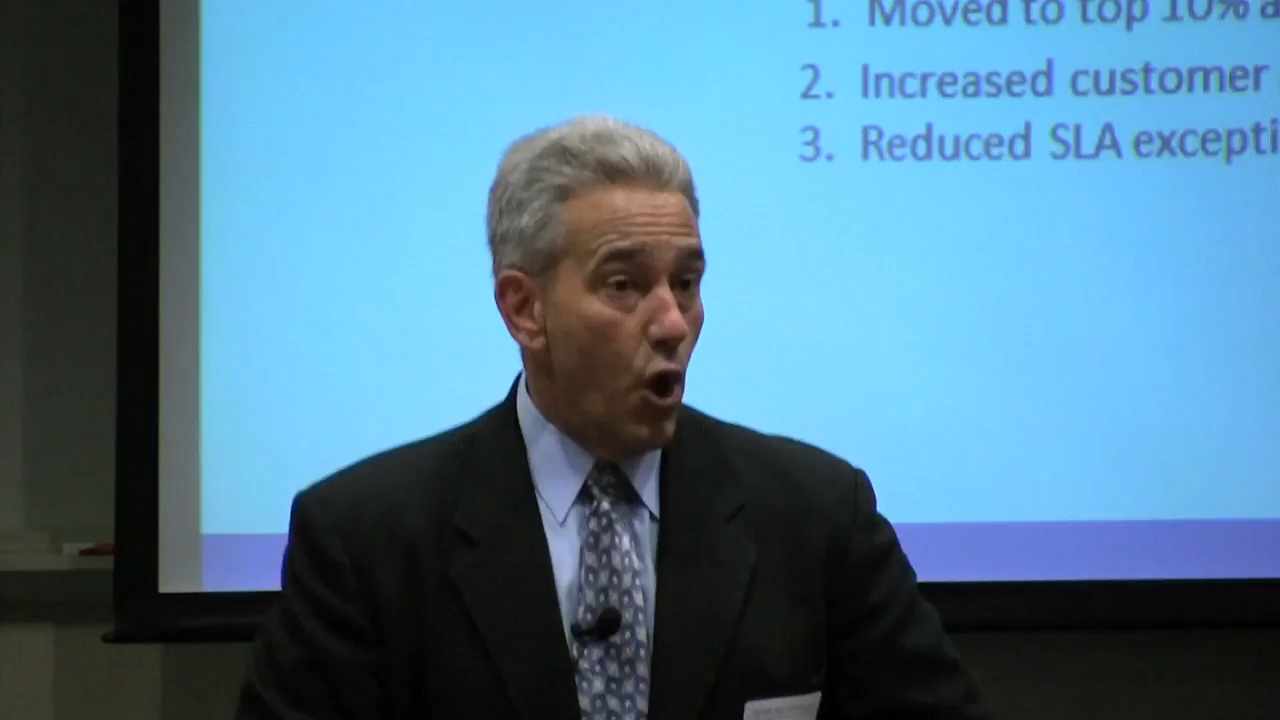 1. Moved to top 10%
2. Increased customer
3. Reduced SLA excepti